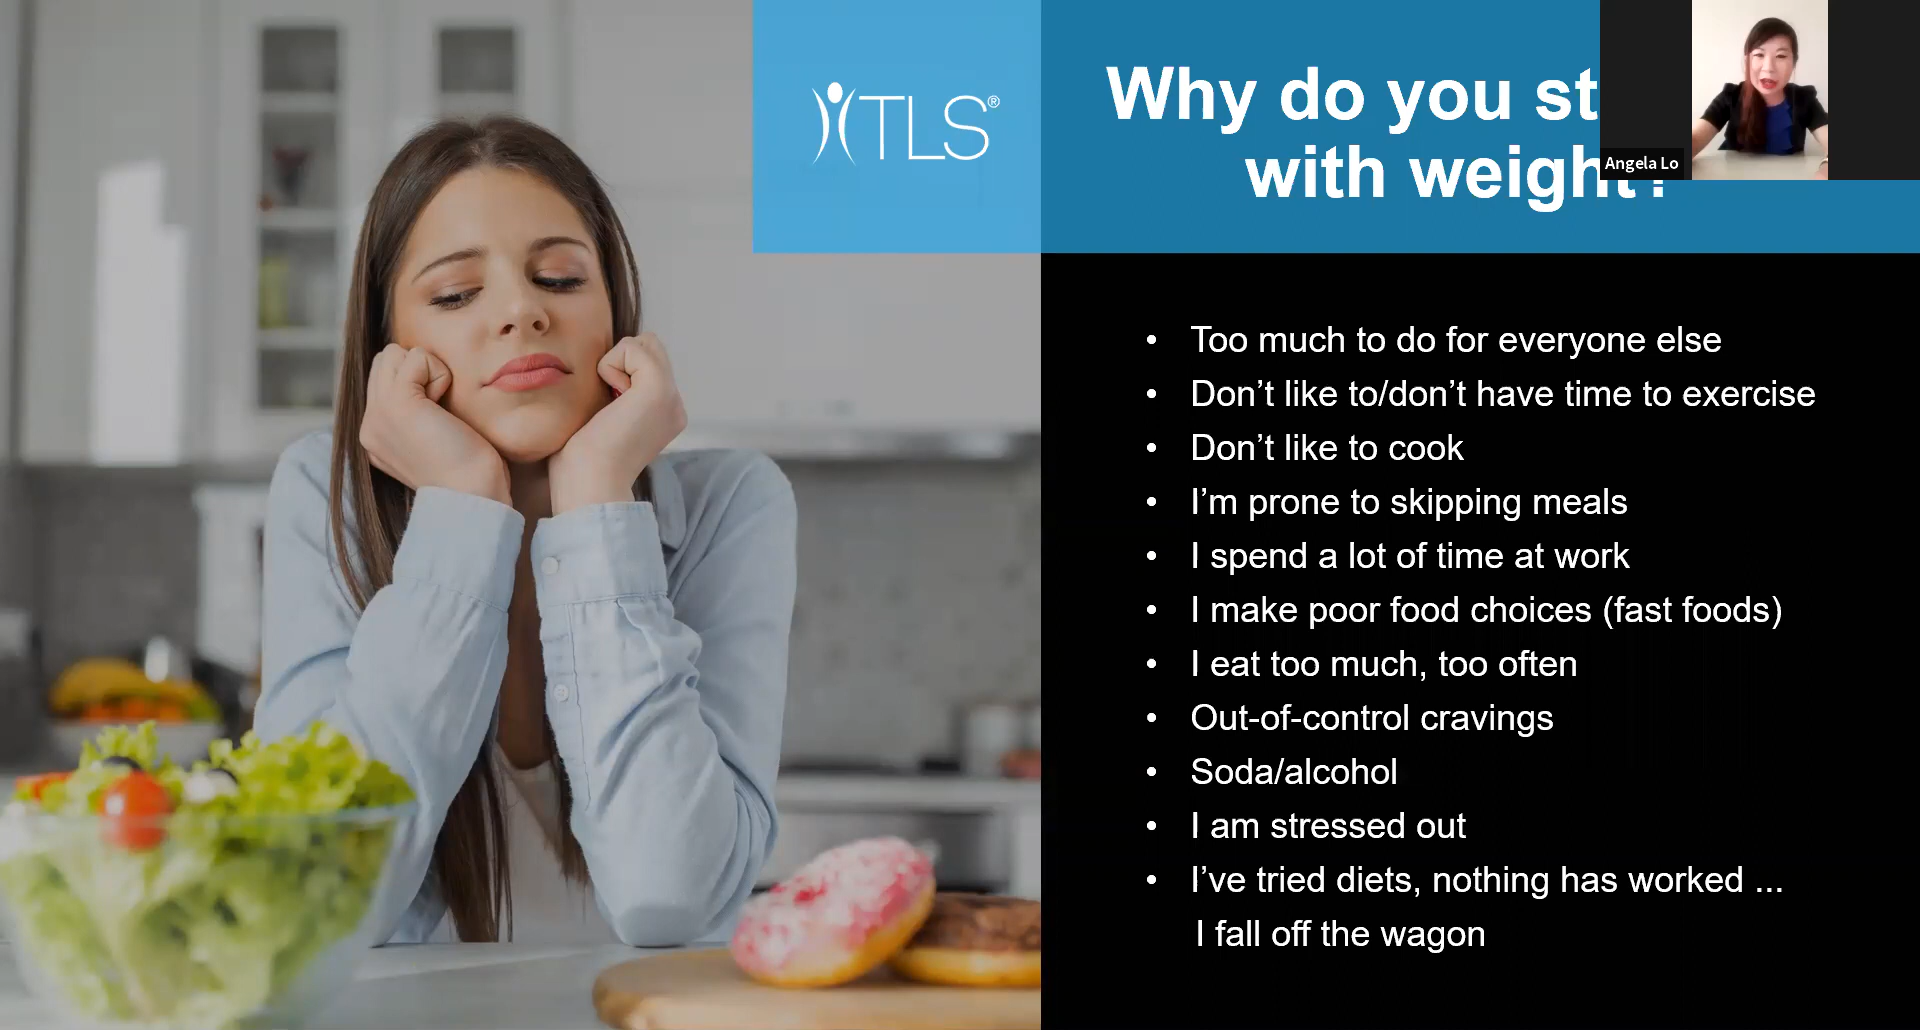 TLS®
Why do you st
with weight?
Angela Lo
• Too much to do for everyone else
• Don’t like to/don’t have time to exercise
• Don’t like to cook
• I’m prone to skipping meals
• I spend a lot of time at work
• I make poor food choices (fast foods)
• I eat too much, too often
• Out-of-control cravings
• Soda/alcohol
• I am stressed out
• I’ve tried diets, nothing has worked ...
I fall off the wagon